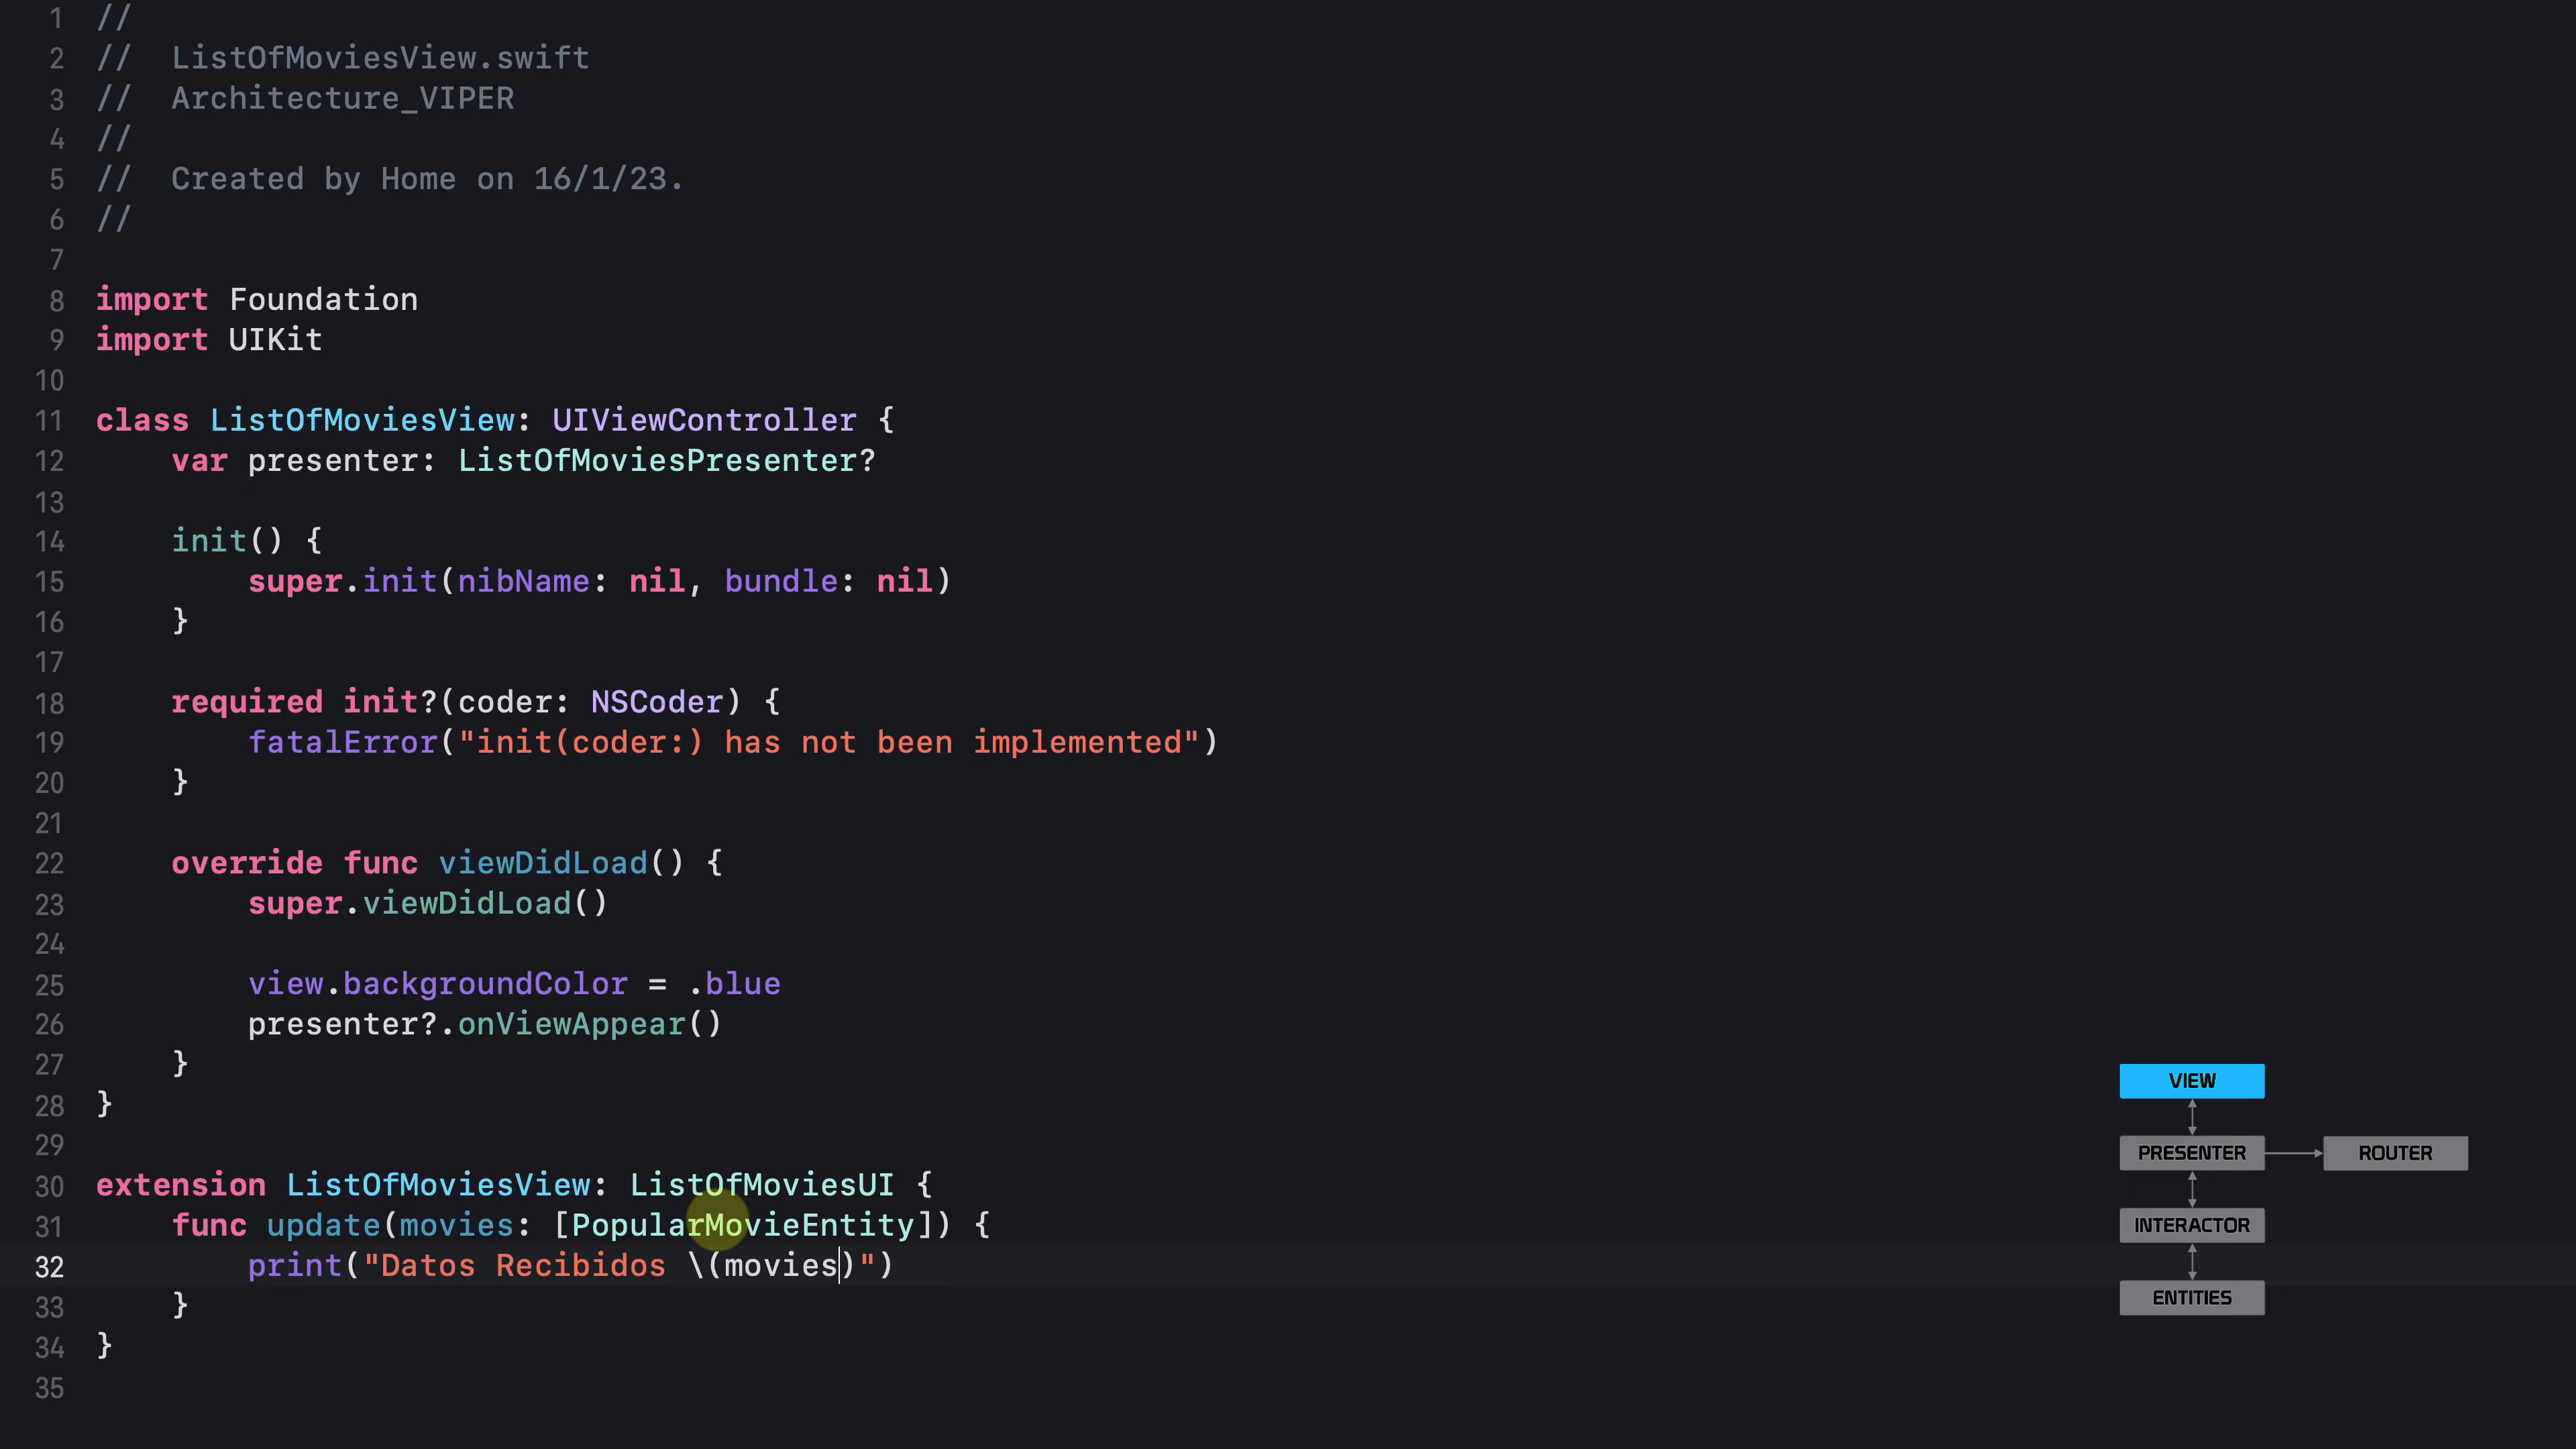 1 //
2 //  ListOfMoviesView.swift
3 //  Architecture_VIPER
4 //
5 //  Created by Home on 16/1/23.
6 //
7
8 import Foundation
9 import UIKit
10
11 class ListOfMoviesView: UIViewController {
12     var presenter: ListOfMoviesPresenter?
13
14     init() {
15         super.init(nibName: nil, bundle: nil)
16     }
17
18     required init?(coder: NSCoder) {
19         fatalError("init(coder:) has not been implemented")
20     }
21
22     override func viewDidLoad() {
23         super.viewDidLoad()
24
25         view.backgroundColor = .blue
26         presenter?.onViewAppear()
27     }
28 }
29
30 extension ListOfMoviesView: ListOfMoviesUI {
31     func update(movies: [PopularMovieEntity]) {
32         print("Datos Recibidos \(movies)")
33     }
34 }
35
VIEW
PRESENTER
ROUTER
INTERACTOR
ENTITIES